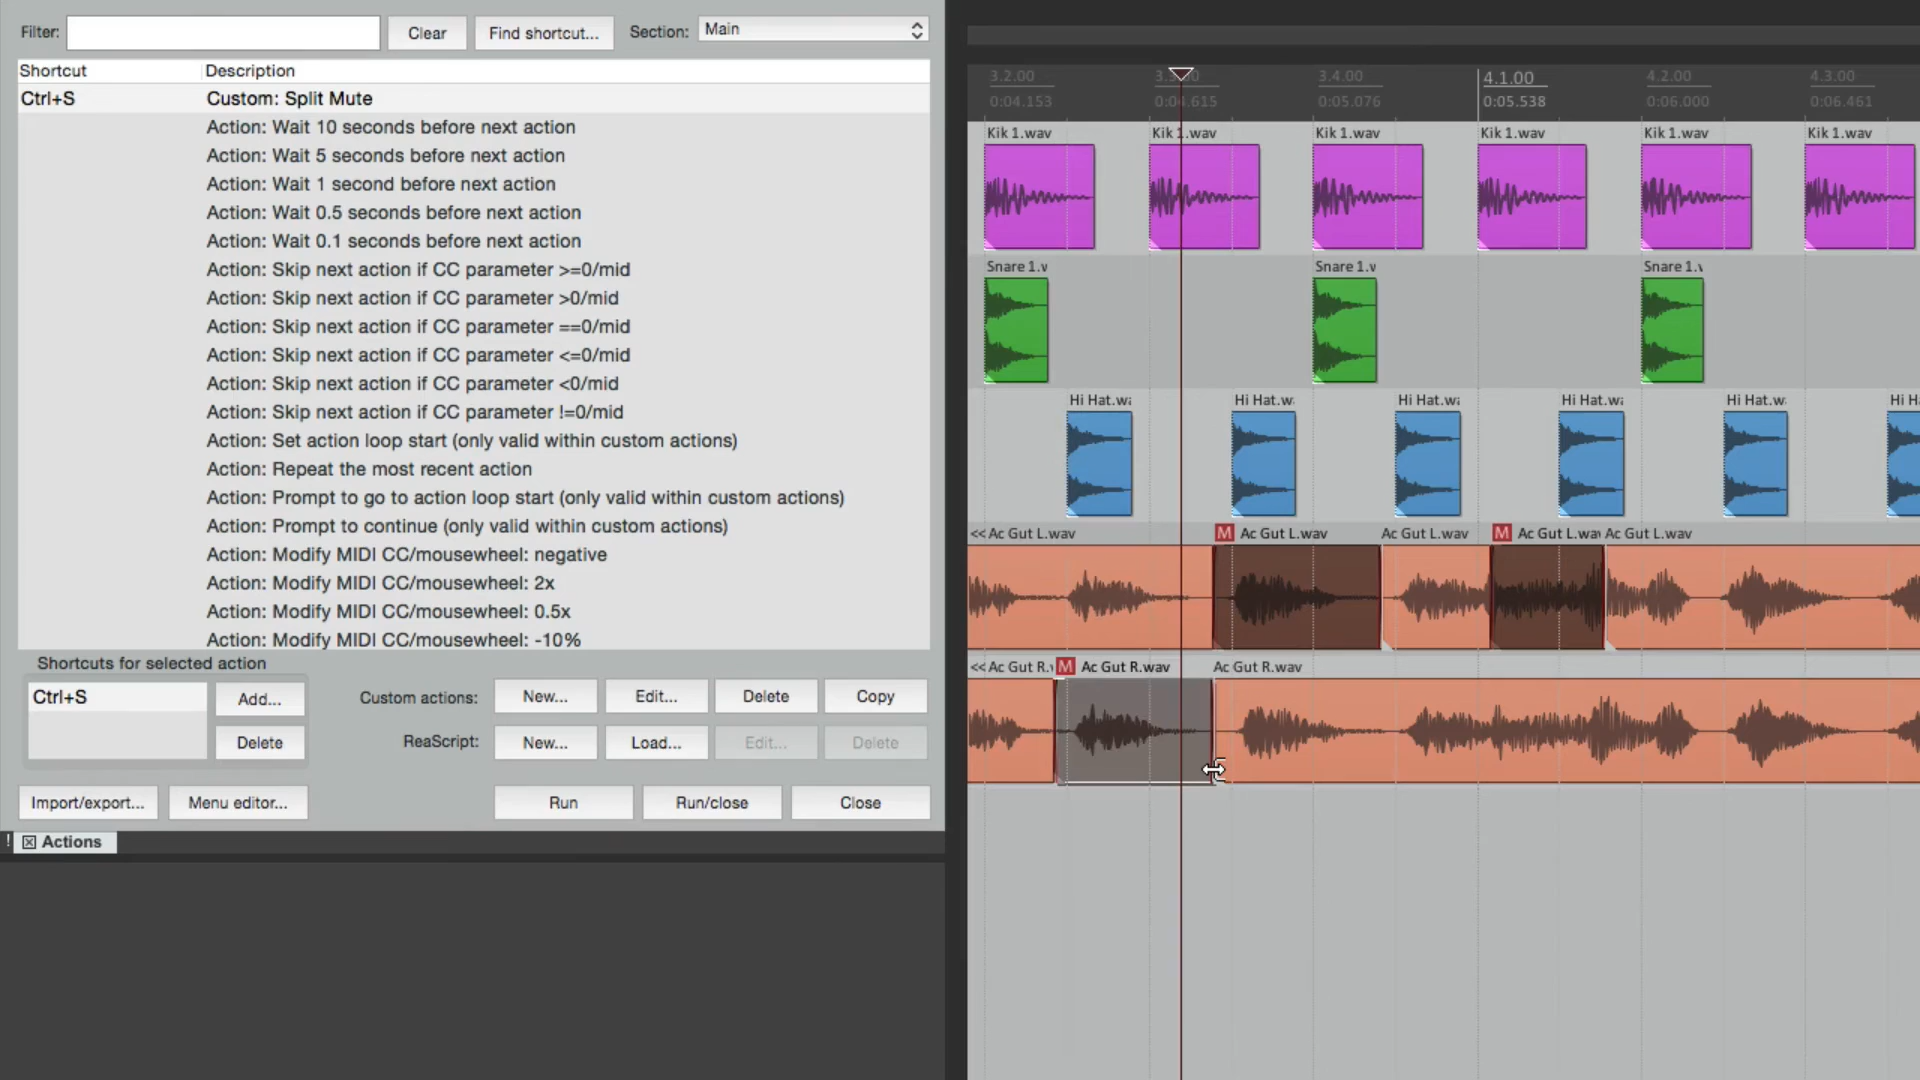 Filter:
Clear
Find shortcut...
Section:
Main
Shortcut Description
Ctrl+S Custom: Split Mute
Action: Wait 10 seconds before next action
Action: Wait 5 seconds before next action
Action: Wait 1 second before next action
Action: Wait 0.5 seconds before next action
Action: Wait 0.1 seconds before next action
Action: Skip next action if CC parameter >=0/mid
Action: Skip next action if CC parameter >0/mid
Action: Skip next action if CC parameter ==0/mid
Action: Skip next action if CC parameter <=0/mid
Action: Skip next action if CC parameter <0/mid
Action: Skip next action if CC parameter !=0/mid
Action: Set action loop start (only valid within custom actions)
Action: Repeat the most recent action
Action: Prompt to go to action loop start (only valid within custom actions)
Action: Prompt to continue (only valid within custom actions)
Action: Modify MIDI CC/mousewheel: negative
Action: Modify MIDI CC/mousewheel: 2x
Action: Modify MIDI CC/mousewheel: 0.5x
Action: Modify MIDI CC/mousewheel: -10%
Shortcuts for selected action
Ctrl+S
Add...
Delete
Custom actions: New... Edit... Delete Copy
ReaScript: New... Load... Edit... Delete
Import/export... Menu editor... Run Run/close Close
! Actions
3.2.00 3.4.00 4.1.00 4.2.00 4.3.00
0:04.153 0:04.615 0:05.076 0:05.538 0:06.000 0:06.461
Kik 1.wav Kik 1.wav Kik 1.wav Kik 1.wav Kik 1.wav Kik 1.wav
Snare 1.v Snare 1.v Snare 1.v
Hi Hat.wa Hi Hat.w Hi Hat.wa Hi Hat.wa Hi Hat.w Hi H
<< Ac Gut L.wav M Ac Gut L.wav Ac Gut L.wav M Ac Gut L.wav Ac Gut L.wav
<< Ac Gut R.v M Ac Gut R.wav Ac Gut R.wav